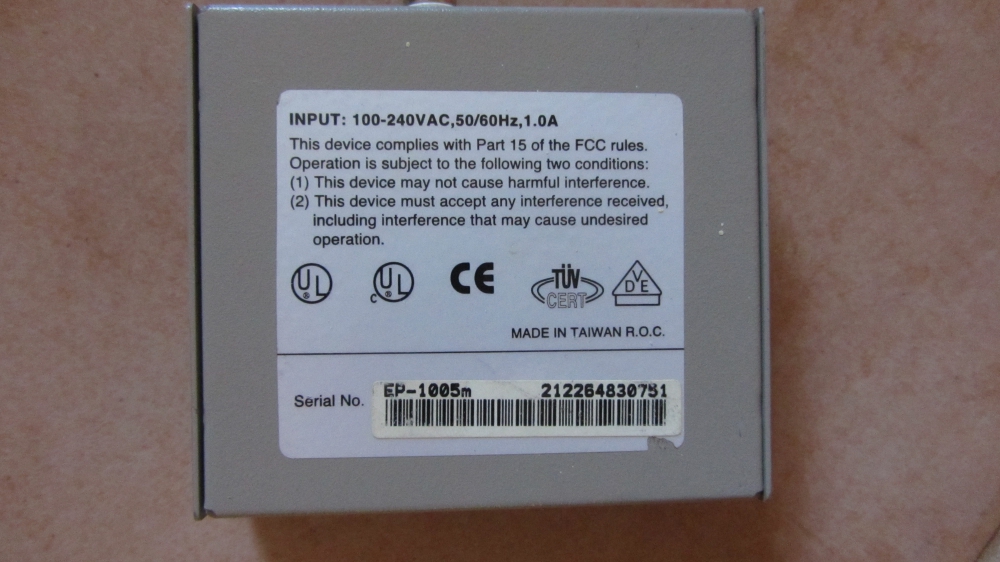 INPUT: 100-240VAC,50/60Hz,1.0A
This device complies with Part 15 of the FCC rules.
Operation is subject to the following two conditions:
(1) This device may not cause harmful interference.
(2) This device must accept any interference received,
including interference that may cause undesired
operation.
UL ®
C UL ®
CE
TÜV
CERT
VDE
MADE IN TAIWAN R.O.C.
Serial No.
EP-1005m 212264830751